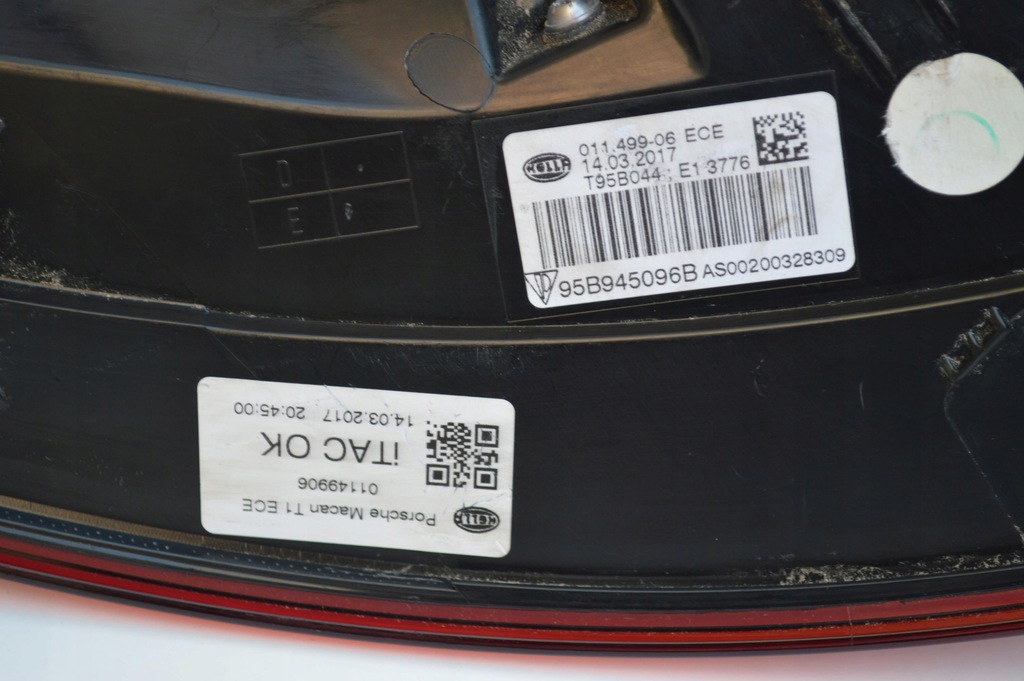 HELLA
011.499-06 ECE
14.03.2017
T95B044 ; E1 3776
95B945096B AS00200328309
D
E
HELLA
Porsche Macan T1 ECE
01149906
iTAC OK
14.03.2017 20:45:00